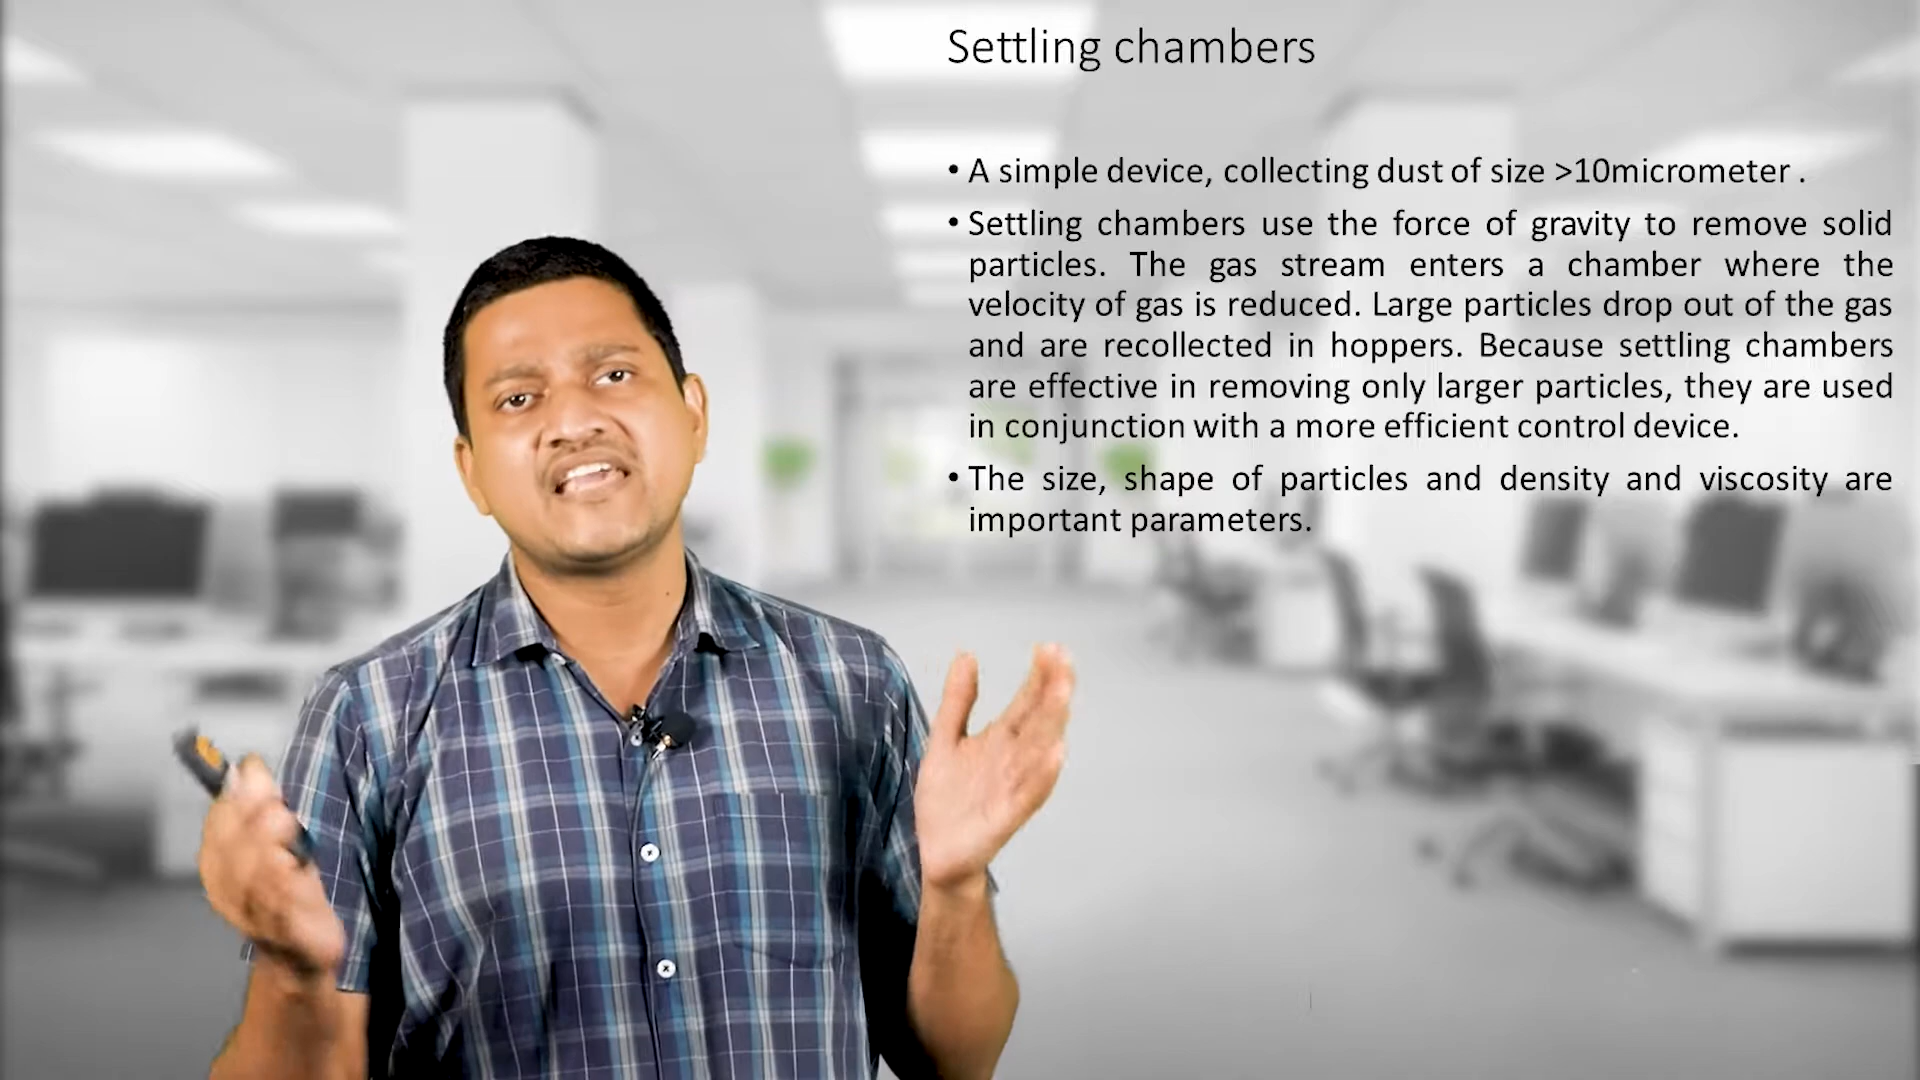 Settling chambers
• A simple device, collecting dust of size >10micrometer .
• Settling chambers use the force of gravity to remove solid
particles. The gas stream enters a chamber where the
velocity of gas is reduced. Large particles drop out of the gas
and are recollected in hoppers. Because settling chambers
are effective in removing only larger particles, they are used
in conjunction with a more efficient control device.
• The size, shape of particles and density and viscosity are
important parameters.